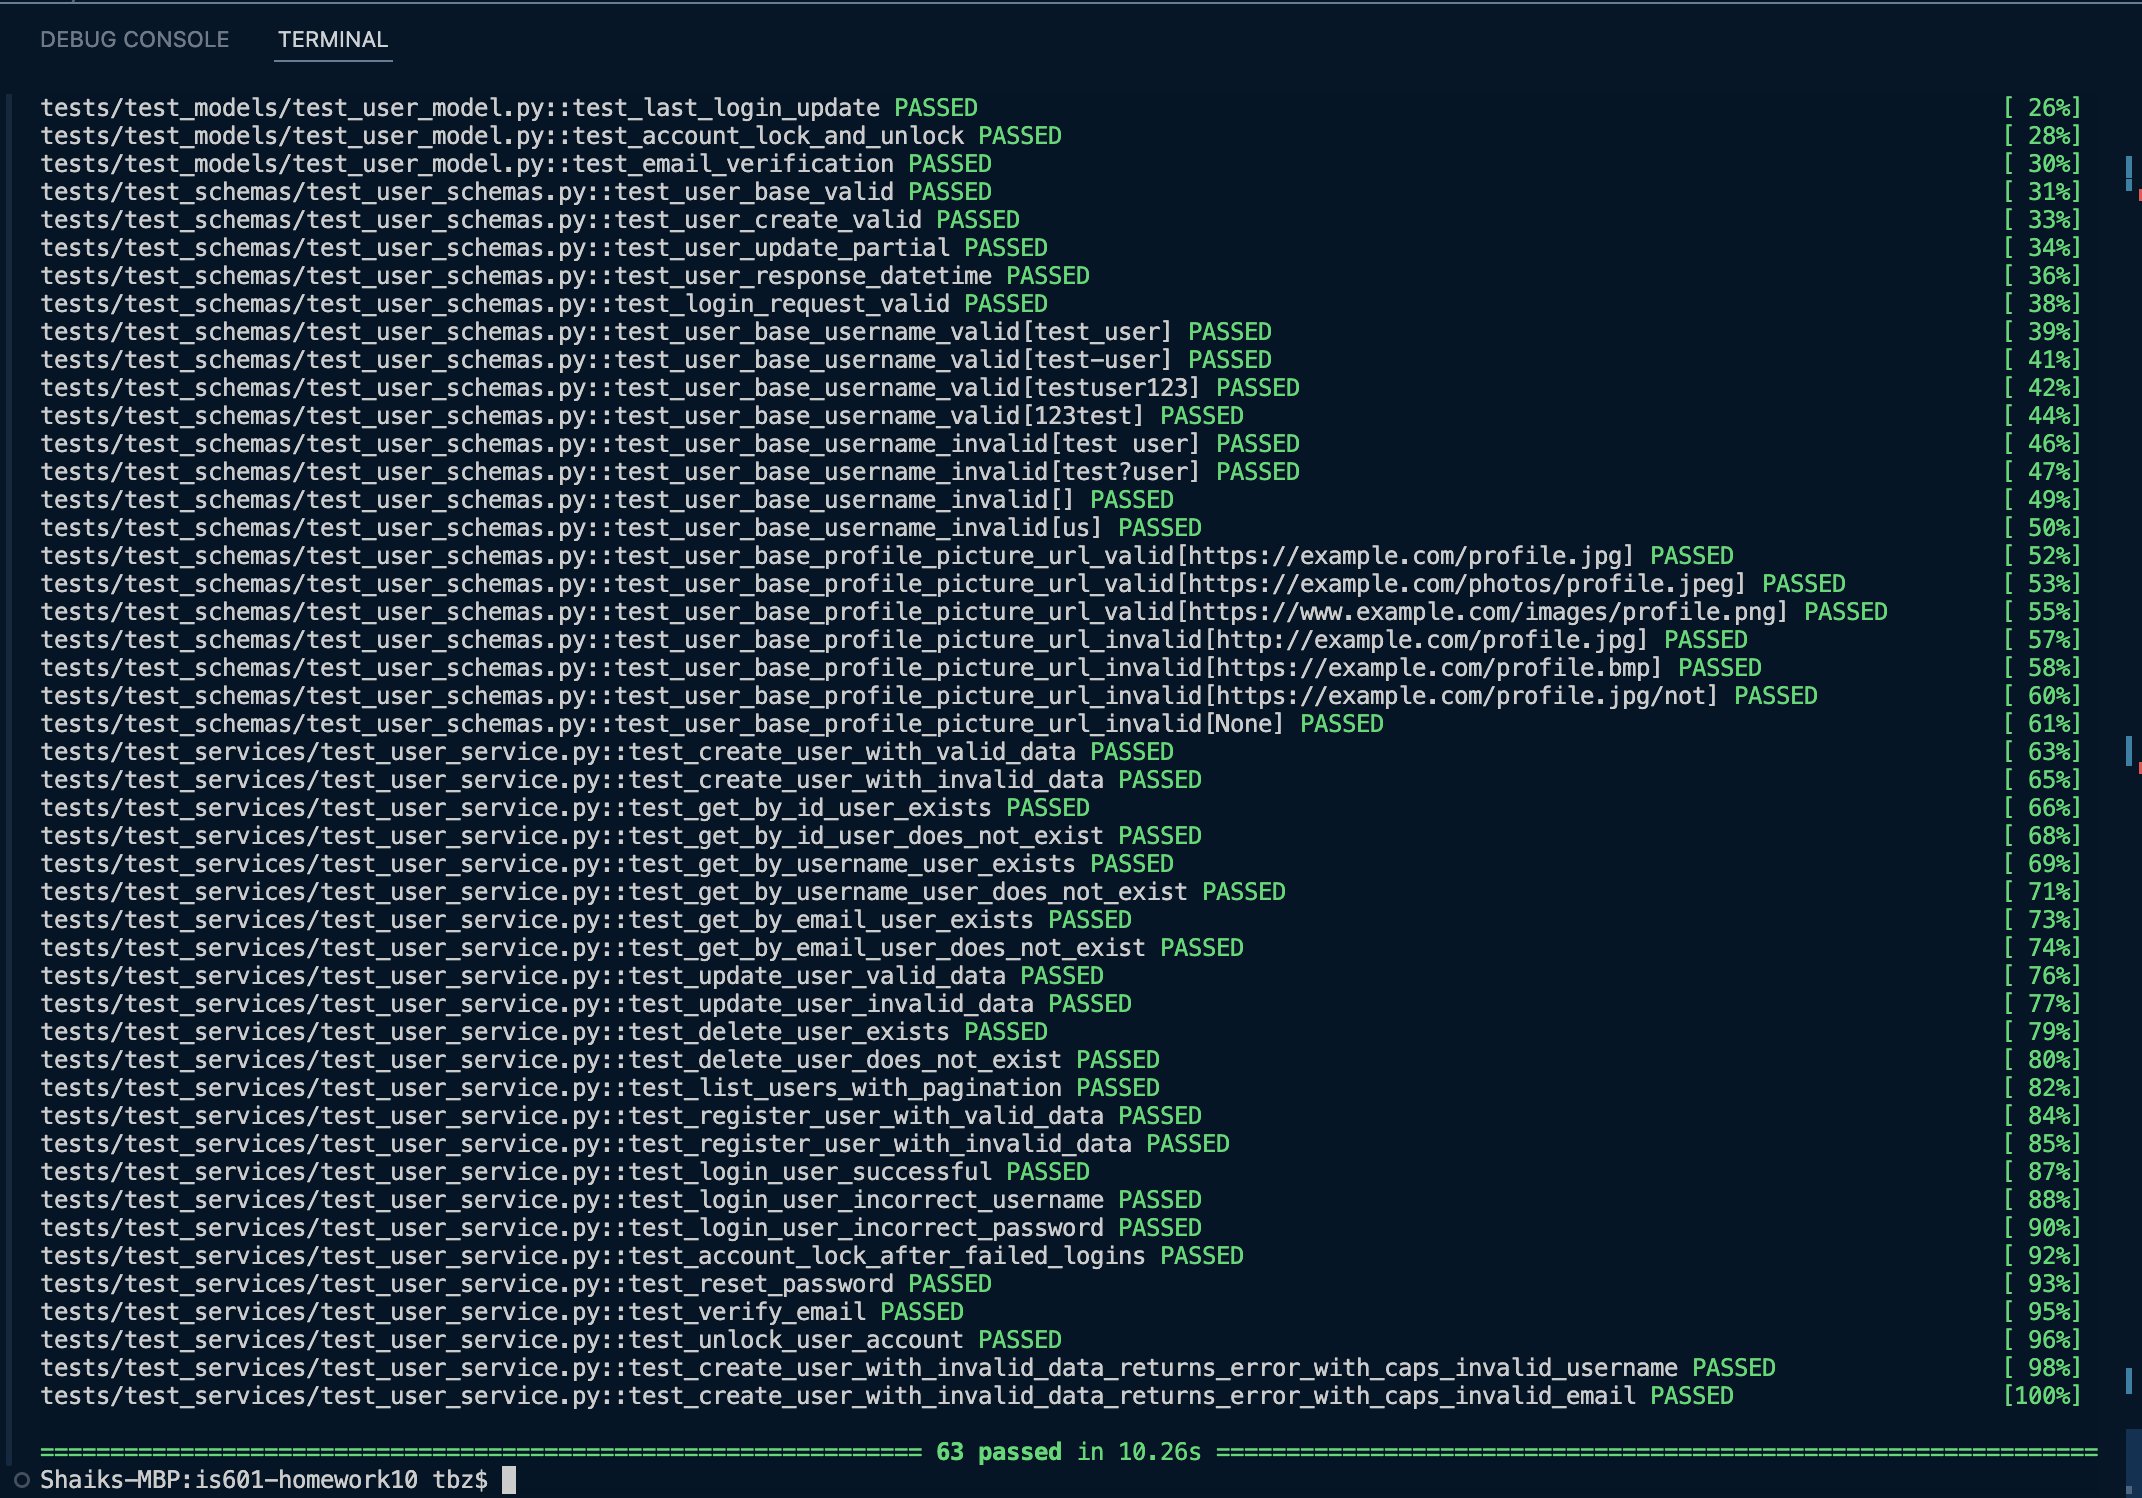 DEBUG CONSOLE TERMINAL
tests/test_models/test_user_model.py::test_last_login_update PASSED [ 26%]
tests/test_models/test_user_model.py::test_account_lock_and_unlock PASSED [ 28%]
tests/test_models/test_user_model.py::test_email_verification PASSED [ 30%]
tests/test_schemas/test_user_schemas.py::test_user_base_valid PASSED [ 31%]
tests/test_schemas/test_user_schemas.py::test_user_create_valid PASSED [ 33%]
tests/test_schemas/test_user_schemas.py::test_user_update_partial PASSED [ 34%]
tests/test_schemas/test_user_schemas.py::test_user_response_datetime PASSED [ 36%]
tests/test_schemas/test_user_schemas.py::test_login_request_valid PASSED [ 38%]
tests/test_schemas/test_user_schemas.py::test_user_base_username_valid[test_user] PASSED [ 39%]
tests/test_schemas/test_user_schemas.py::test_user_base_username_valid[test-user] PASSED [ 41%]
tests/test_schemas/test_user_schemas.py::test_user_base_username_valid[testuser123] PASSED [ 42%]
tests/test_schemas/test_user_schemas.py::test_user_base_username_valid[123test] PASSED [ 44%]
tests/test_schemas/test_user_schemas.py::test_user_base_username_invalid[test user] PASSED [ 46%]
tests/test_schemas/test_user_schemas.py::test_user_base_username_invalid[test?user] PASSED [ 47%]
tests/test_schemas/test_user_schemas.py::test_user_base_username_invalid[] PASSED [ 49%]
tests/test_schemas/test_user_schemas.py::test_user_base_username_invalid[us] PASSED [ 50%]
tests/test_schemas/test_user_schemas.py::test_user_base_profile_picture_url_valid[https://example.com/profile.jpg] PASSED [ 52%]
tests/test_schemas/test_user_schemas.py::test_user_base_profile_picture_url_valid[https://example.com/photos/profile.jpeg] PASSED [ 53%]
tests/test_schemas/test_user_schemas.py::test_user_base_profile_picture_url_valid[https://www.example.com/images/profile.png] PASSED [ 55%]
tests/test_schemas/test_user_schemas.py::test_user_base_profile_picture_url_invalid[http://example.com/profile.jpg] PASSED [ 57%]
tests/test_schemas/test_user_schemas.py::test_user_base_profile_picture_url_invalid[https://example.com/profile.bmp] PASSED [ 58%]
tests/test_schemas/test_user_schemas.py::test_user_base_profile_picture_url_invalid[https://example.com/profile.jpg/not] PASSED [ 60%]
tests/test_schemas/test_user_schemas.py::test_user_base_profile_picture_url_invalid[None] PASSED [ 61%]
tests/test_services/test_user_service.py::test_create_user_with_valid_data PASSED [ 63%]
tests/test_services/test_user_service.py::test_create_user_with_invalid_data PASSED [ 65%]
tests/test_services/test_user_service.py::test_get_by_id_user_exists PASSED [ 66%]
tests/test_services/test_user_service.py::test_get_by_id_user_does_not_exist PASSED [ 68%]
tests/test_services/test_user_service.py::test_get_by_username_user_exists PASSED [ 69%]
tests/test_services/test_user_service.py::test_get_by_username_user_does_not_exist PASSED [ 71%]
tests/test_services/test_user_service.py::test_get_by_email_user_exists PASSED [ 73%]
tests/test_services/test_user_service.py::test_get_by_email_user_does_not_exist PASSED [ 74%]
tests/test_services/test_user_service.py::test_update_user_valid_data PASSED [ 76%]
tests/test_services/test_user_service.py::test_update_user_invalid_data PASSED [ 77%]
tests/test_services/test_user_service.py::test_delete_user_exists PASSED [ 79%]
tests/test_services/test_user_service.py::test_delete_user_does_not_exist PASSED [ 80%]
tests/test_services/test_user_service.py::test_list_users_with_pagination PASSED [ 82%]
tests/test_services/test_user_service.py::test_register_user_with_valid_data PASSED [ 84%]
tests/test_services/test_user_service.py::test_register_user_with_invalid_data PASSED [ 85%]
tests/test_services/test_user_service.py::test_login_user_successful PASSED [ 87%]
tests/test_services/test_user_service.py::test_login_user_incorrect_username PASSED [ 88%]
tests/test_services/test_user_service.py::test_login_user_incorrect_password PASSED [ 90%]
tests/test_services/test_user_service.py::test_account_lock_after_failed_logins PASSED [ 92%]
tests/test_services/test_user_service.py::test_reset_password PASSED [ 93%]
tests/test_services/test_user_service.py::test_verify_email PASSED [ 95%]
tests/test_services/test_user_service.py::test_unlock_user_account PASSED [ 96%]
tests/test_services/test_user_service.py::test_create_user_with_invalid_data_returns_error_with_caps_invalid_username PASSED [ 98%]
tests/test_services/test_user_service.py::test_create_user_with_invalid_data_returns_error_with_caps_invalid_email PASSED [100%]
=============================================================== 63 passed in 10.26s ===============================================================
Shaiks-MBP:is601-homework10 tbz$